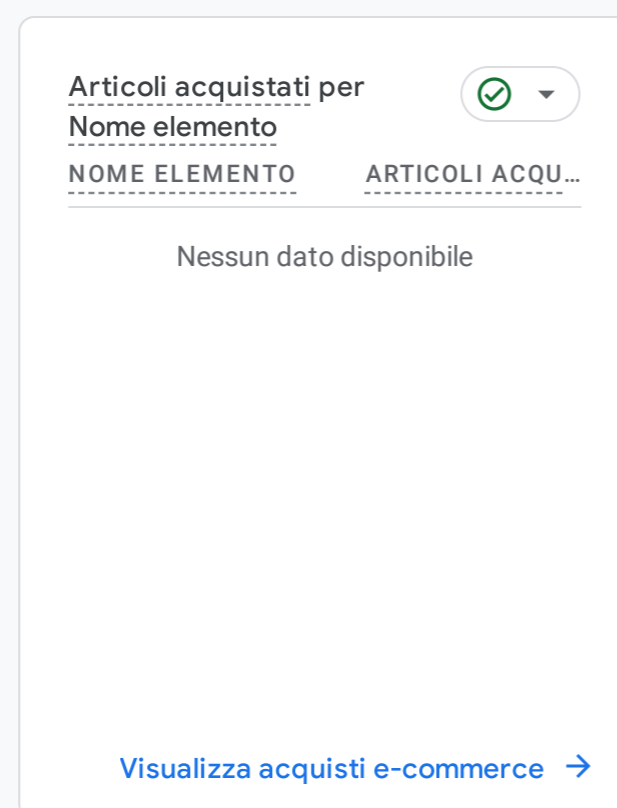 Articoli acquistati per
Nome elemento
NOME ELEMENTO ARTICOLI ACQU...
Nessun dato disponibile
Visualizza acquisti e-commerce